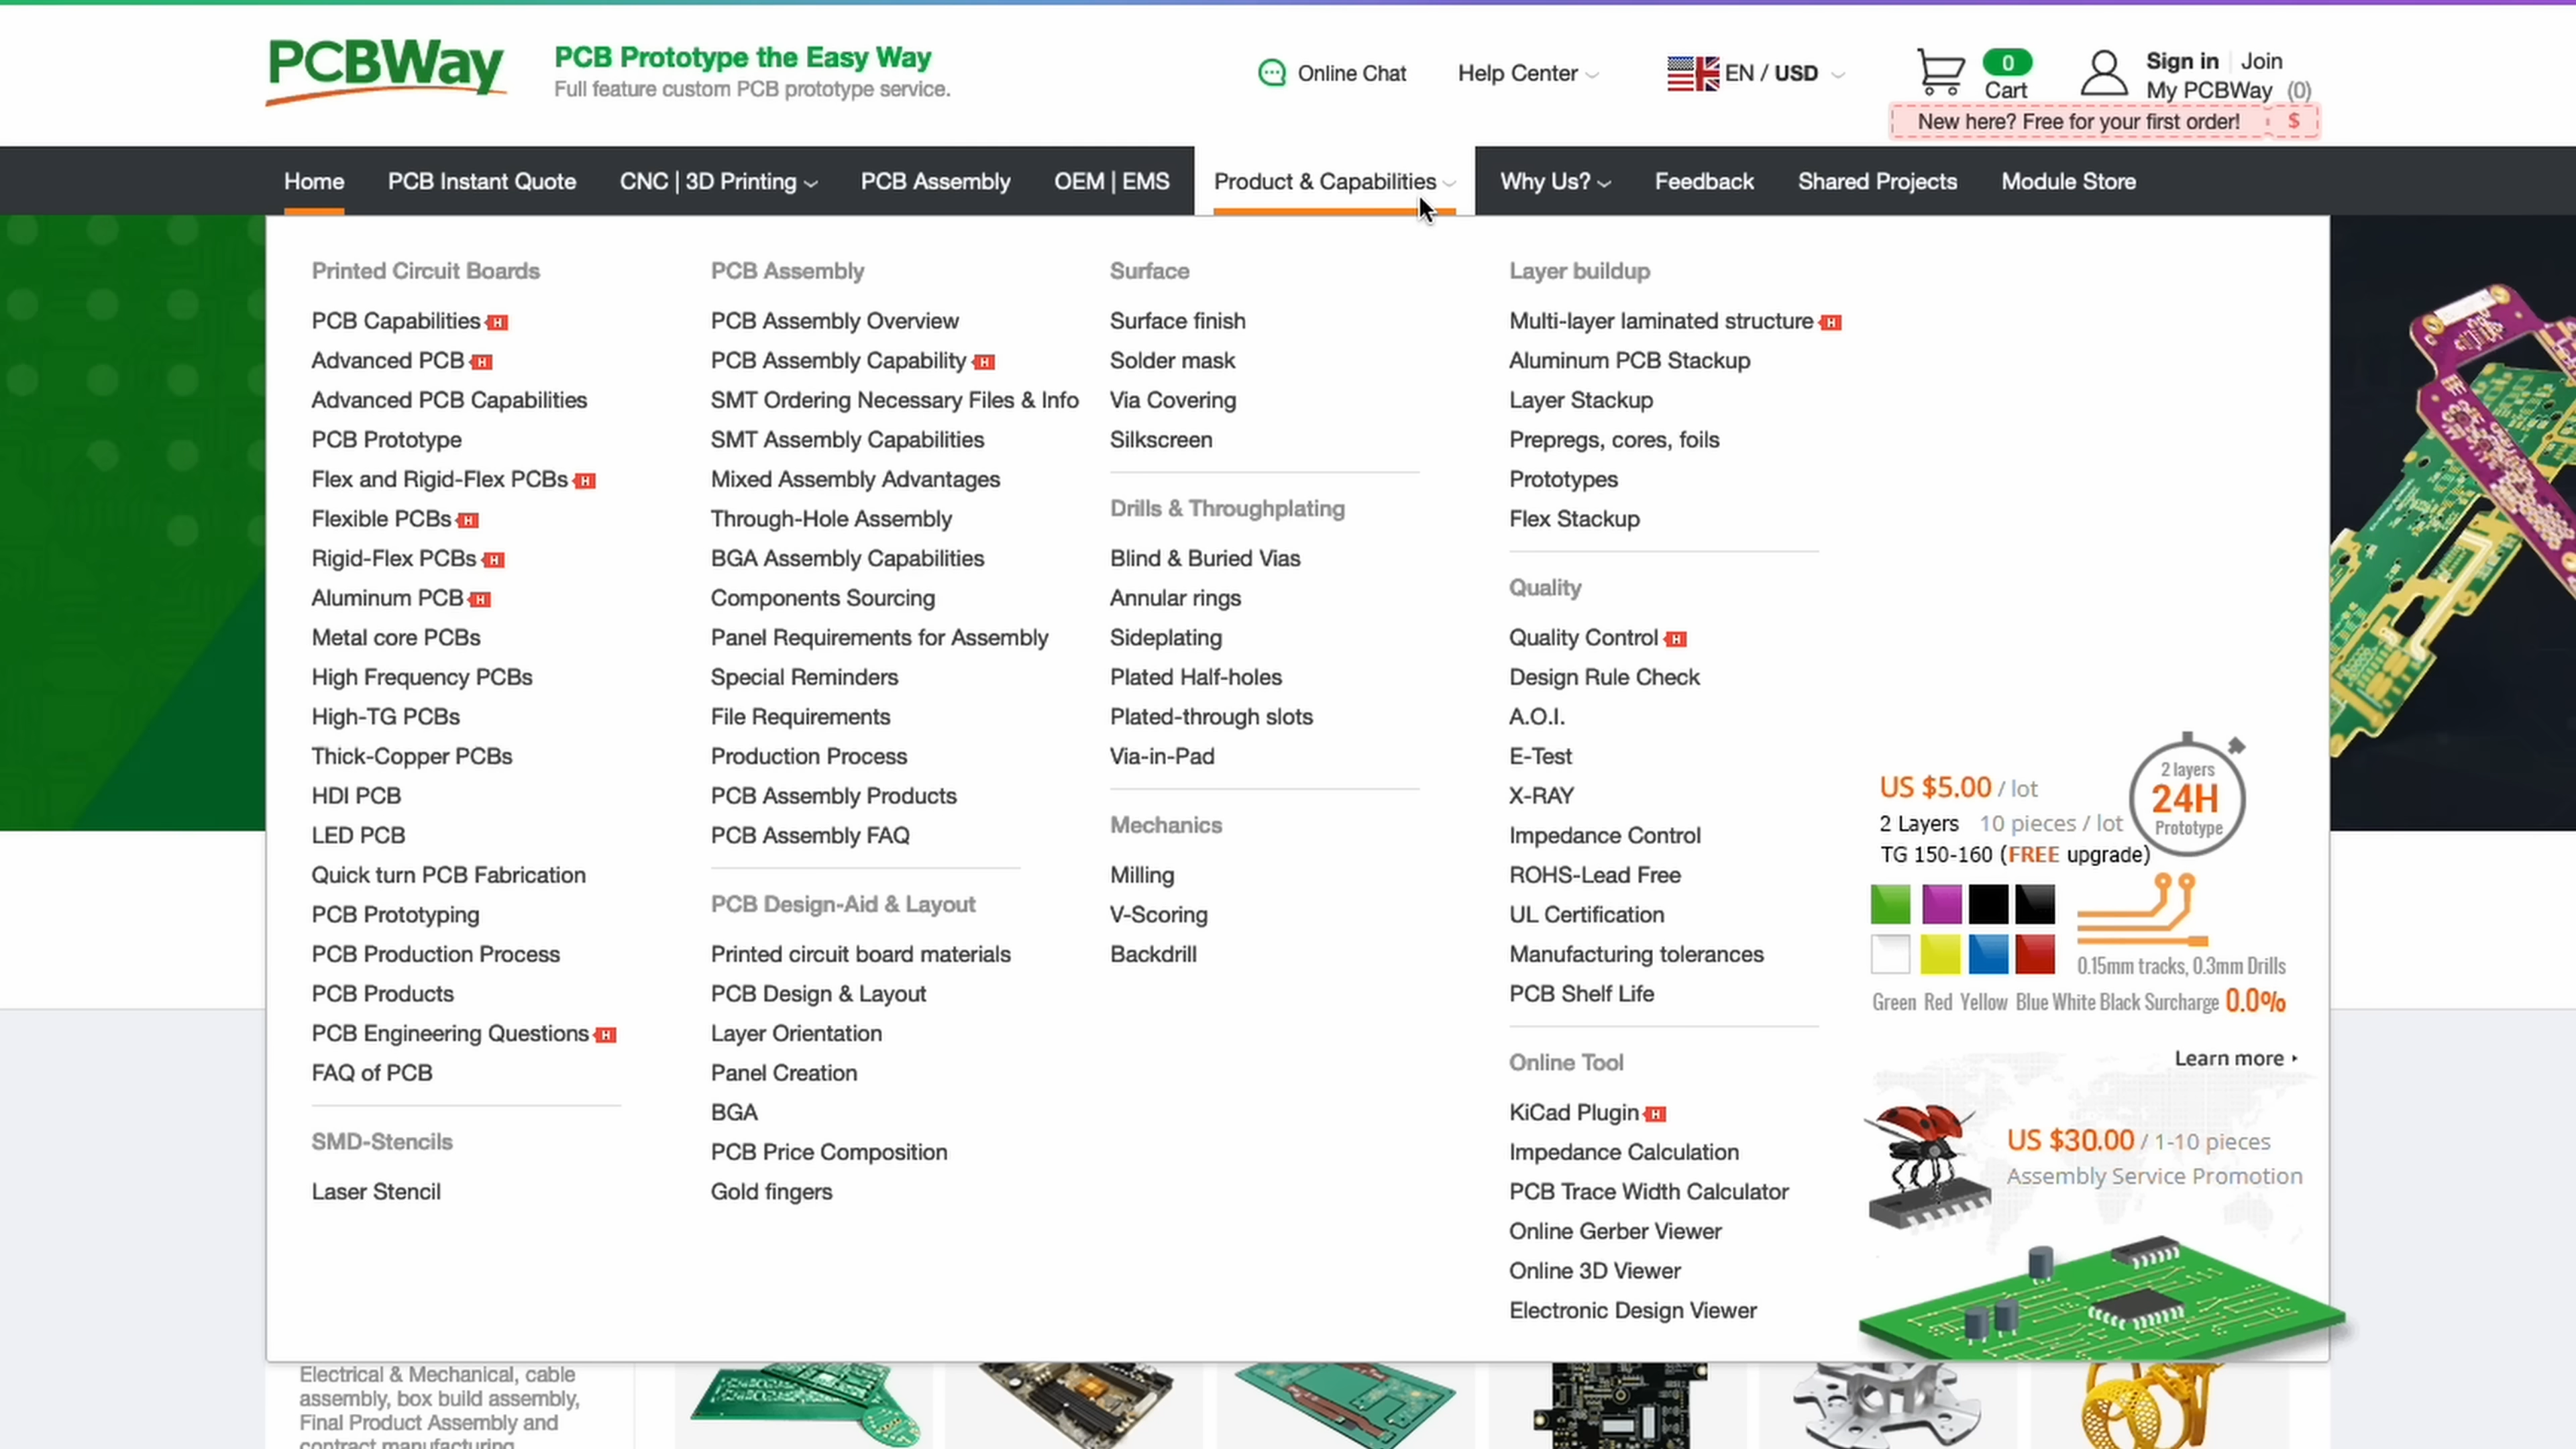 PCBWay
PCB Prototype the Easy Way
Full feature custom PCB prototype service.
Online Chat
Help Center
EN / USD
0
Cart
Sign in
Join
My PCBWay (0)
New here? Free for your first order! $
Home
PCB Instant Quote
CNC | 3D Printing
PCB Assembly
OEM | EMS
Product & Capabilities
Why Us?
Feedback
Shared Projects
Module Store
Printed Circuit Boards
PCB Capabilities H
Advanced PCB H
Advanced PCB Capabilities
PCB Prototype
Flex and Rigid-Flex PCBs H
Flexible PCBs H
Rigid-Flex PCBs H
Aluminum PCB H
Metal core PCBs
High Frequency PCBs
High-TG PCBs
Thick-Copper PCBs
HDI PCB
LED PCB
Quick turn PCB Fabrication
PCB Prototyping
PCB Production Process
PCB Products
PCB Engineering Questions H
FAQ of PCB
SMD-Stencils
Laser Stencil
PCB Assembly
PCB Assembly Overview
PCB Assembly Capability H
SMT Ordering Necessary Files & Info
SMT Assembly Capabilities
Mixed Assembly Advantages
Through-Hole Assembly
BGA Assembly Capabilities
Components Sourcing
Panel Requirements for Assembly
Special Reminders
File Requirements
Production Process
PCB Assembly Products
PCB Assembly FAQ
PCB Design-Aid & Layout
Printed circuit board materials
PCB Design & Layout
Layer Orientation
Panel Creation
BGA
PCB Price Composition
Gold fingers
Surface
Surface finish
Solder mask
Via Covering
Silkscreen
Drills & Throughplating
Blind & Buried Vias
Annular rings
Sideplating
Plated Half-holes
Plated-through slots
Via-in-Pad
Mechanics
Milling
V-Scoring
Backdrill
Layer buildup
Multi-layer laminated structure H
Aluminum PCB Stackup
Layer Stackup
Prepregs, cores, foils
Prototypes
Flex Stackup
Quality
Quality Control H
Design Rule Check
A.O.I.
E-Test
X-RAY
Impedance Control
ROHS-Lead Free
UL Certification
Manufacturing tolerances
PCB Shelf Life
Online Tool
KiCad Plugin H
Impedance Calculation
PCB Trace Width Calculator
Online Gerber Viewer
Online 3D Viewer
Electronic Design Viewer
US $5.00 / lot
2 Layers 10 pieces / lot
TG 150-160 (FREE upgrade)
2 layers
24H
Prototype
0.15mm tracks, 0.3mm Drills
Green Red Yellow Blue White Black Surcharge 0.0%
Learn more
US $30.00 / 1-10 pieces
Assembly Service Promotion
Electrical & Mechanical, cable
assembly, box build assembly,
Final Product Assembly and
contract manufacturing